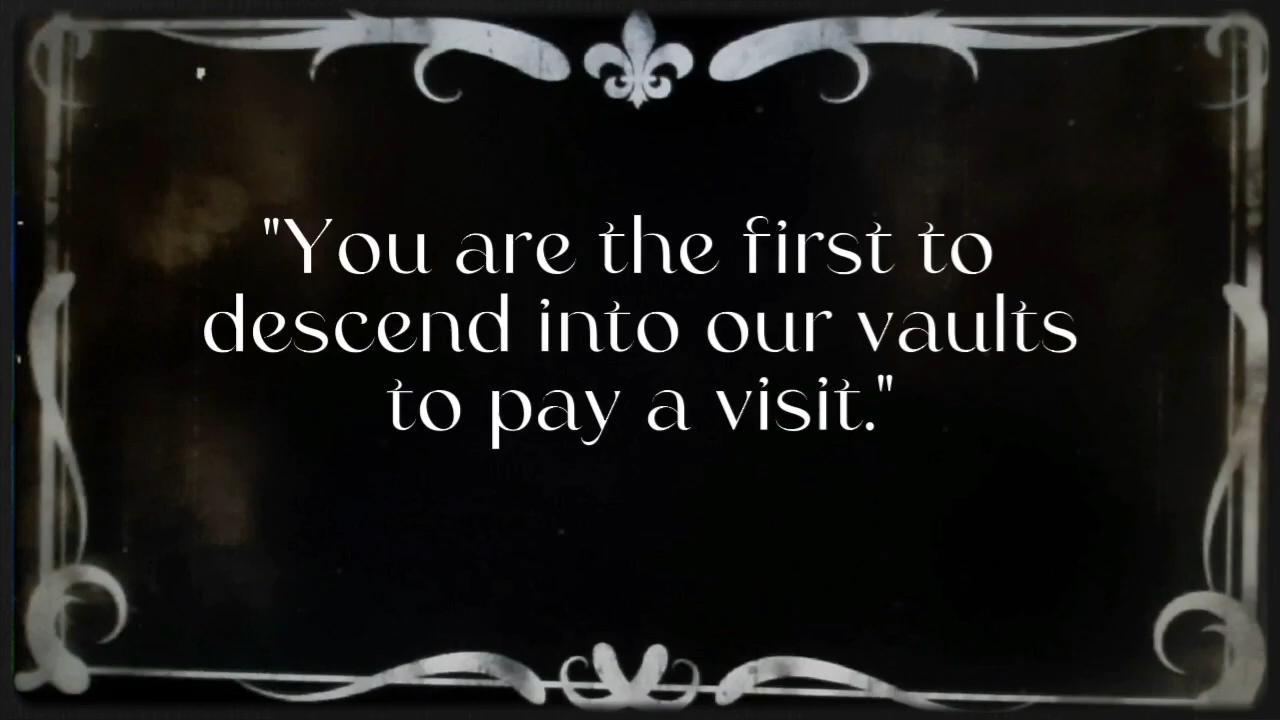 "You are the first to
descend into our vaults
to pay a visit."